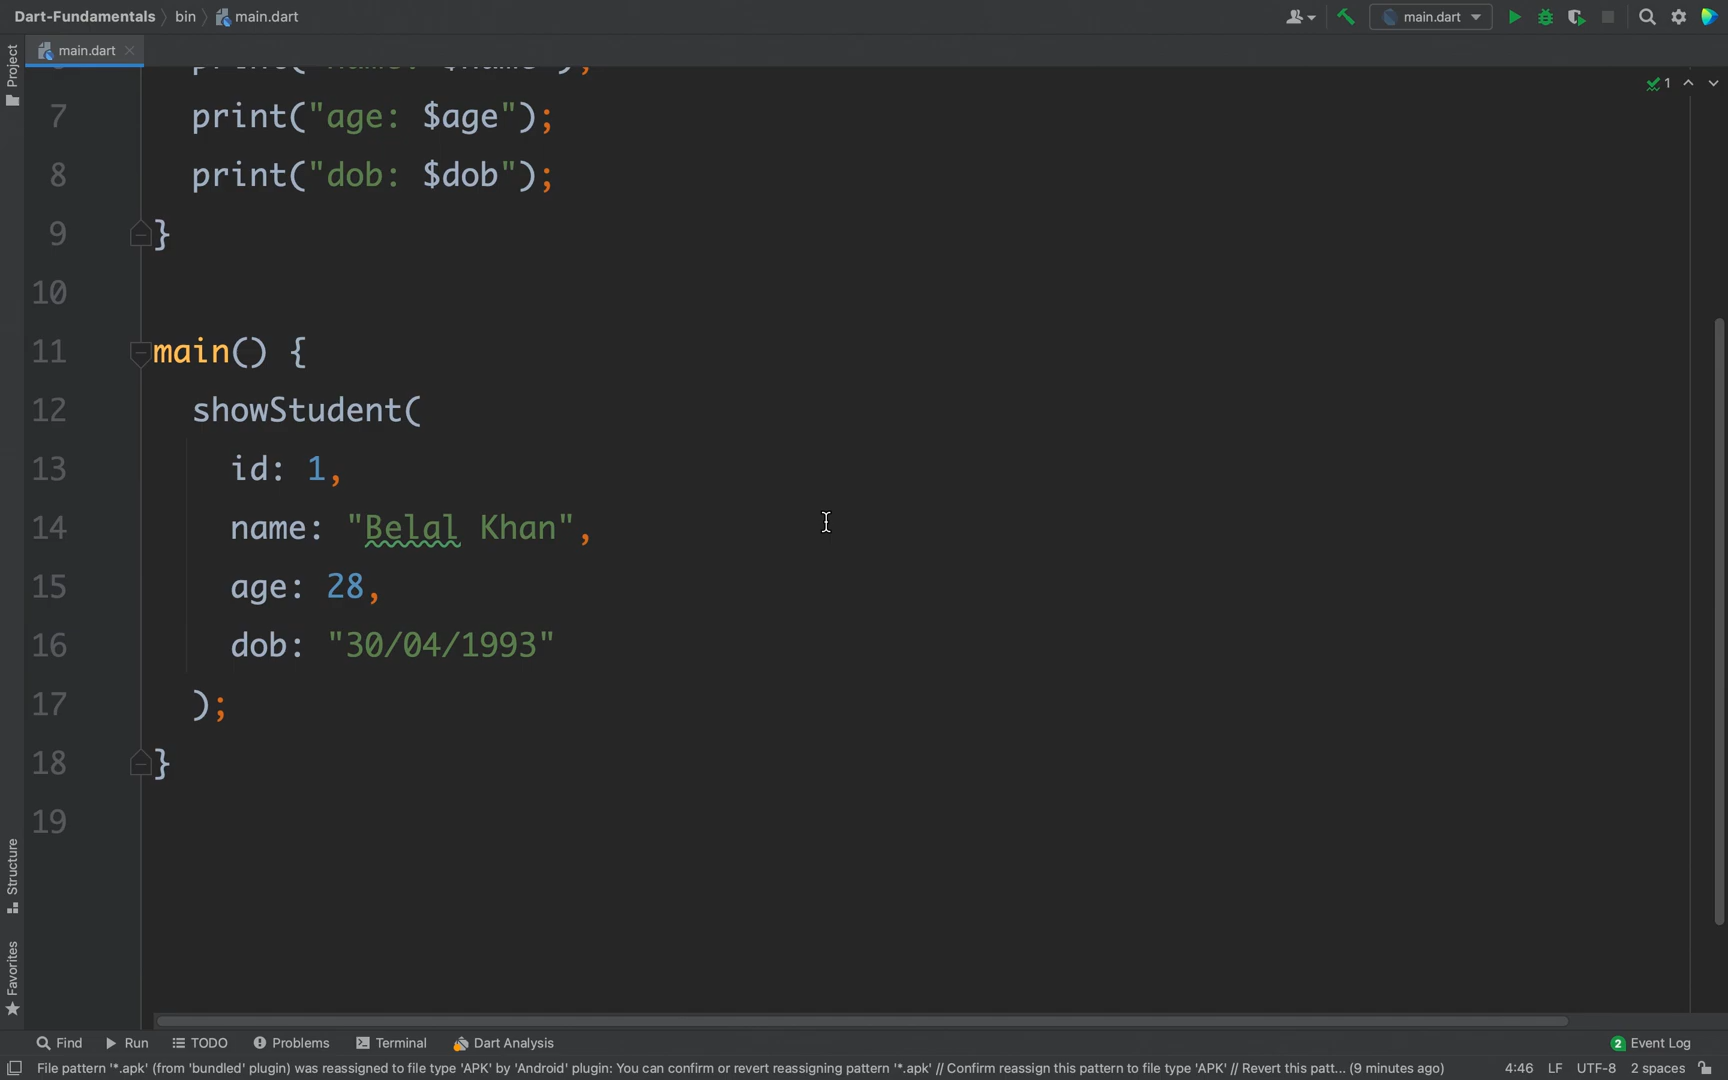 Dart-Fundamentals bin main.dart main.dart
Project
main.dart
1
7 print("age: $age");
8 print("dob: $dob");
9 }
10
11 main() {
12 showStudent(
13 id: 1,
14 name: "Belal Khan",
15 age: 28,
16 dob: "30/04/1993"
17 );
18 }
19
Structure
Favorites
Find Run TODO Problems Terminal Dart Analysis 2 Event Log
File pattern '*.apk' (from 'bundled' plugin) was reassigned to file type 'APK' by 'Android' plugin: You can confirm or revert reassigning pattern '*.apk' // Confirm reassign this pattern to file type 'APK' // Revert this pat... (9 minutes ago) 4:46 LF UTF-8 2 spaces